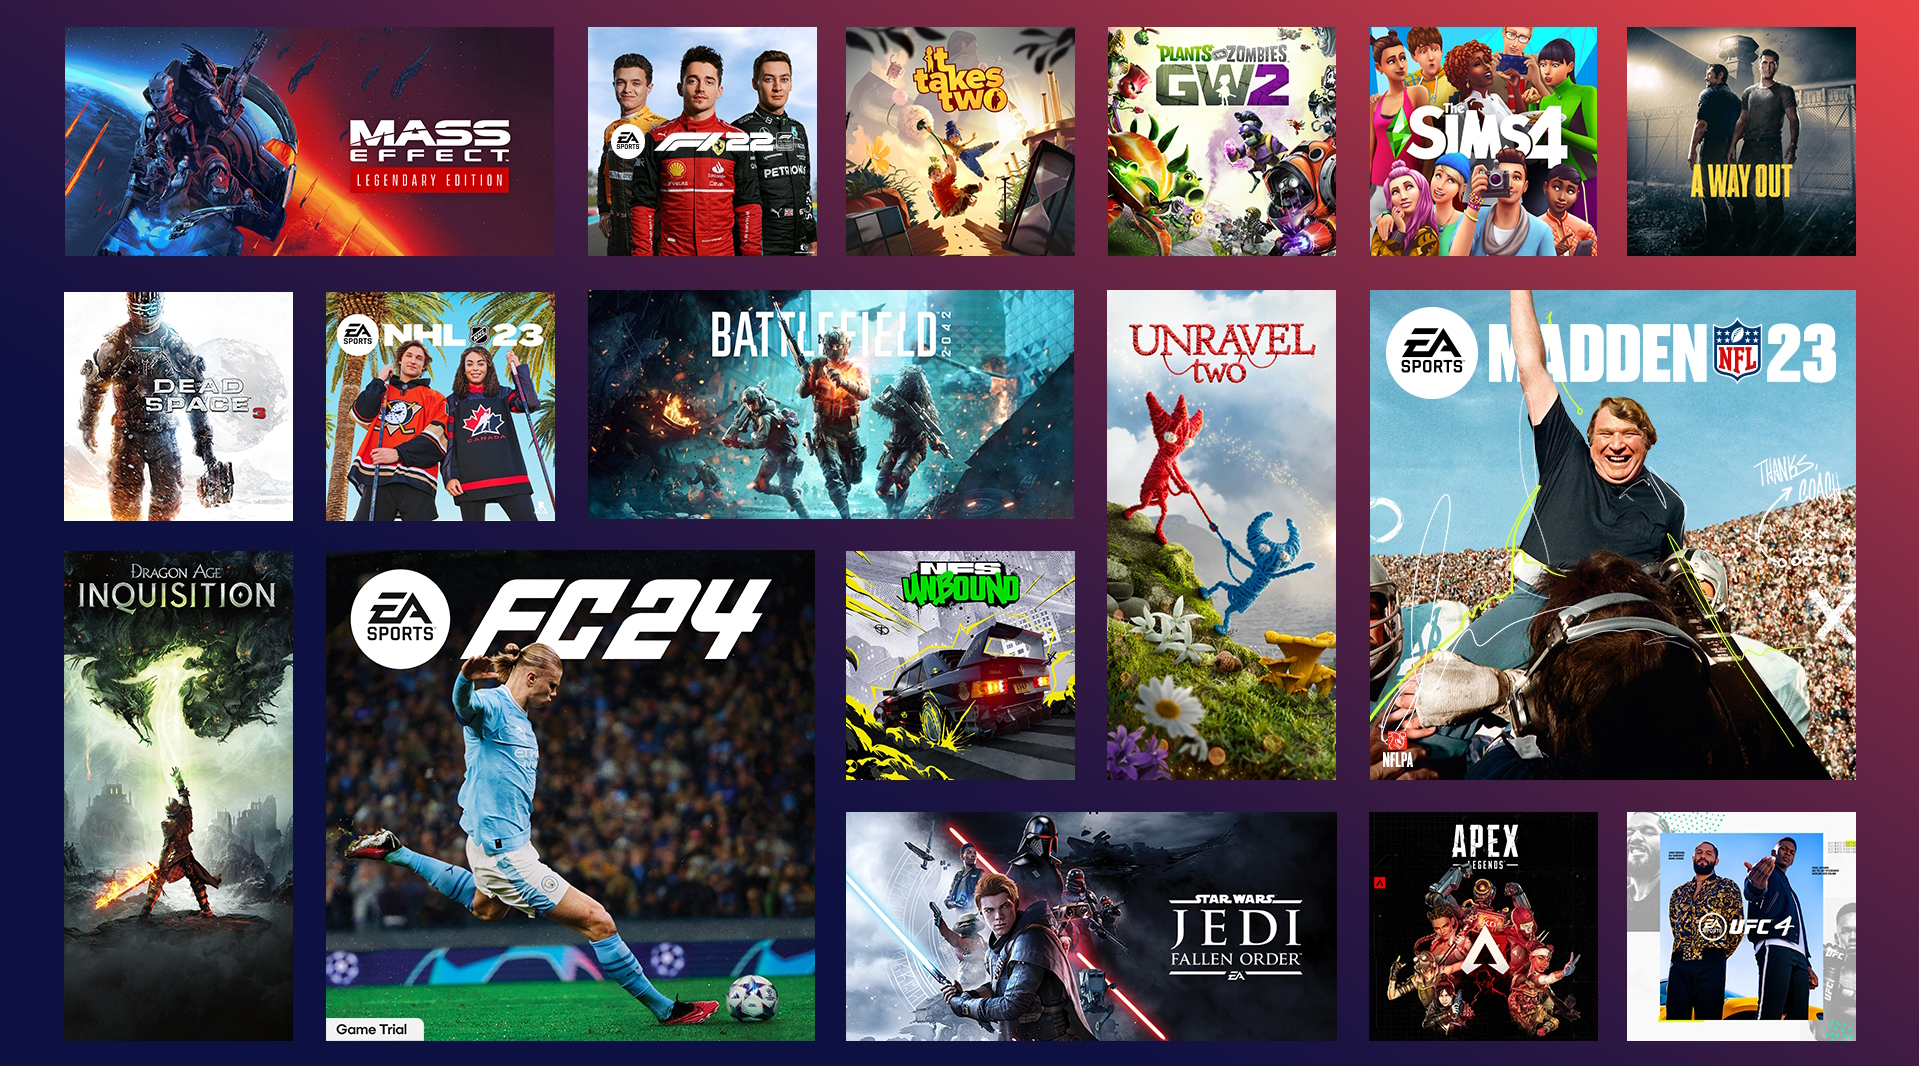 MASS
EFFECT
LEGENDARY EDITION
EA
SPORTS
F1 22
PETRONAS
it
takes
two
PLANTS VS ZOMBIES
GW2
The
SIMS 4
A WAY OUT
DEAD
SPACE 3
EA
SPORTS
NHL 23
CANADA
BATTLEFIELD
2042
UNRAVEL
two
EA
SPORTS
MADDEN NFL 23
THANKS,
COACH
NFLPA
DRAGON AGE
INQUISITION
EA
SPORTS
FC24
Game Trial
NFS
UNBOUND
STAR WARS
JEDI
FALLEN ORDER
EA
APEX
LEGENDS
EA
SPORTS
UFC 4